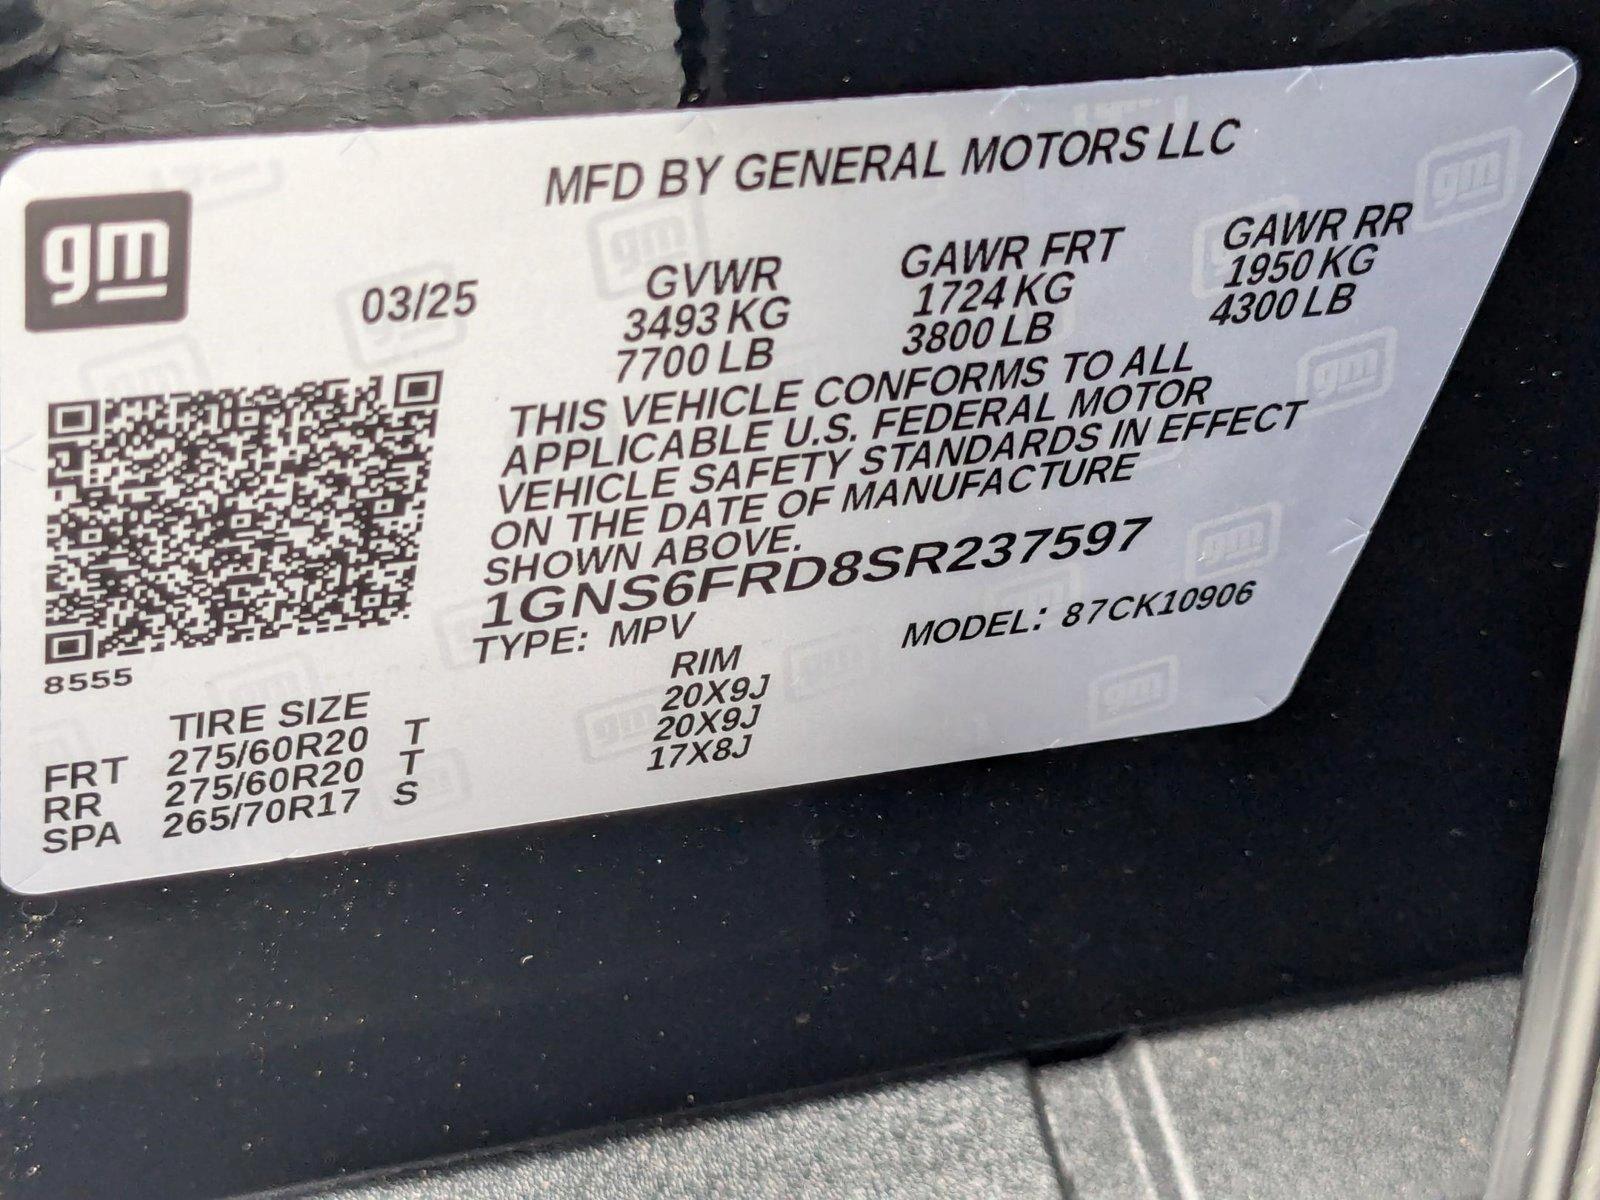 MFD BY GENERAL MOTORS LLC
gm
03/25
GVWR GAWR FRT GAWR RR
3493 KG 1724 KG 1950 KG
7700 LB 3800 LB 4300 LB
THIS VEHICLE CONFORMS TO ALL
APPLICABLE U.S. FEDERAL MOTOR
VEHICLE SAFETY STANDARDS IN EFFECT
ON THE DATE OF MANUFACTURE
SHOWN ABOVE.
1GNS6FRD8SR237597
TYPE: MPV MODEL: 87CK10906
8555
TIRE SIZE RIM
FRT 275/60R20 T 20X9J
RR 275/60R20 T 20X9J
SPA 265/70R17 S 17X8J